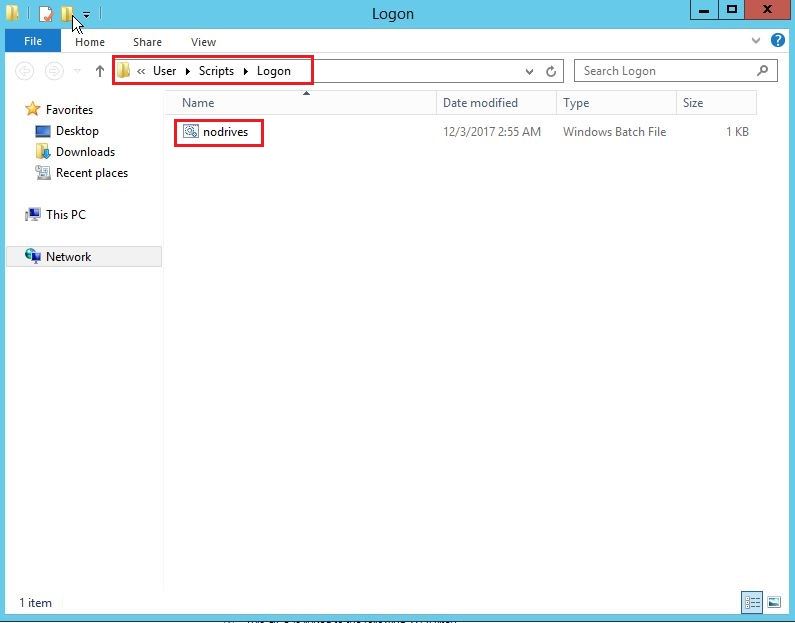 Logon
File Home Share View
« User Scripts Logon
Search Logon
Name Date modified Type Size
Favorites
Desktop
Downloads
Recent places
This PC
Network
nodrives 12/3/2017 2:55 AM Windows Batch File 1 KB
1 item